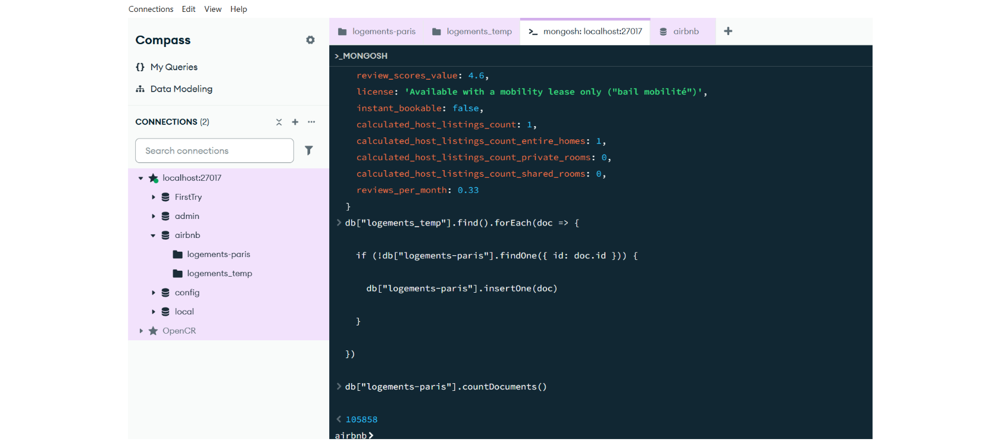 Connections Edit View Help
Compass
My Queries
Data Modeling
CONNECTIONS (2)
Search connections
localhost:27017
FirstTry
admin
airbnb
logements-paris
logements_temp
config
local
OpenCR
logements-paris logements_temp >_ mongosh: localhost:27017 airbnb +
>_MONGOSH
review_scores_value: 4.6,
license: 'Available with a mobility lease only ("bail mobilité")',
instant_bookable: false,
calculated_host_listings_count: 1,
calculated_host_listings_count_entire_homes: 1,
calculated_host_listings_count_private_rooms: 0,
calculated_host_listings_count_shared_rooms: 0,
reviews_per_month: 0.33
}
> db["logements_temp"].find().forEach(doc => {
if (!db["logements-paris"].findOne({ id: doc.id })) {
db["logements-paris"].insertOne(doc)
}
})
> db["logements-paris"].countDocuments()
< 105858
airbnb>